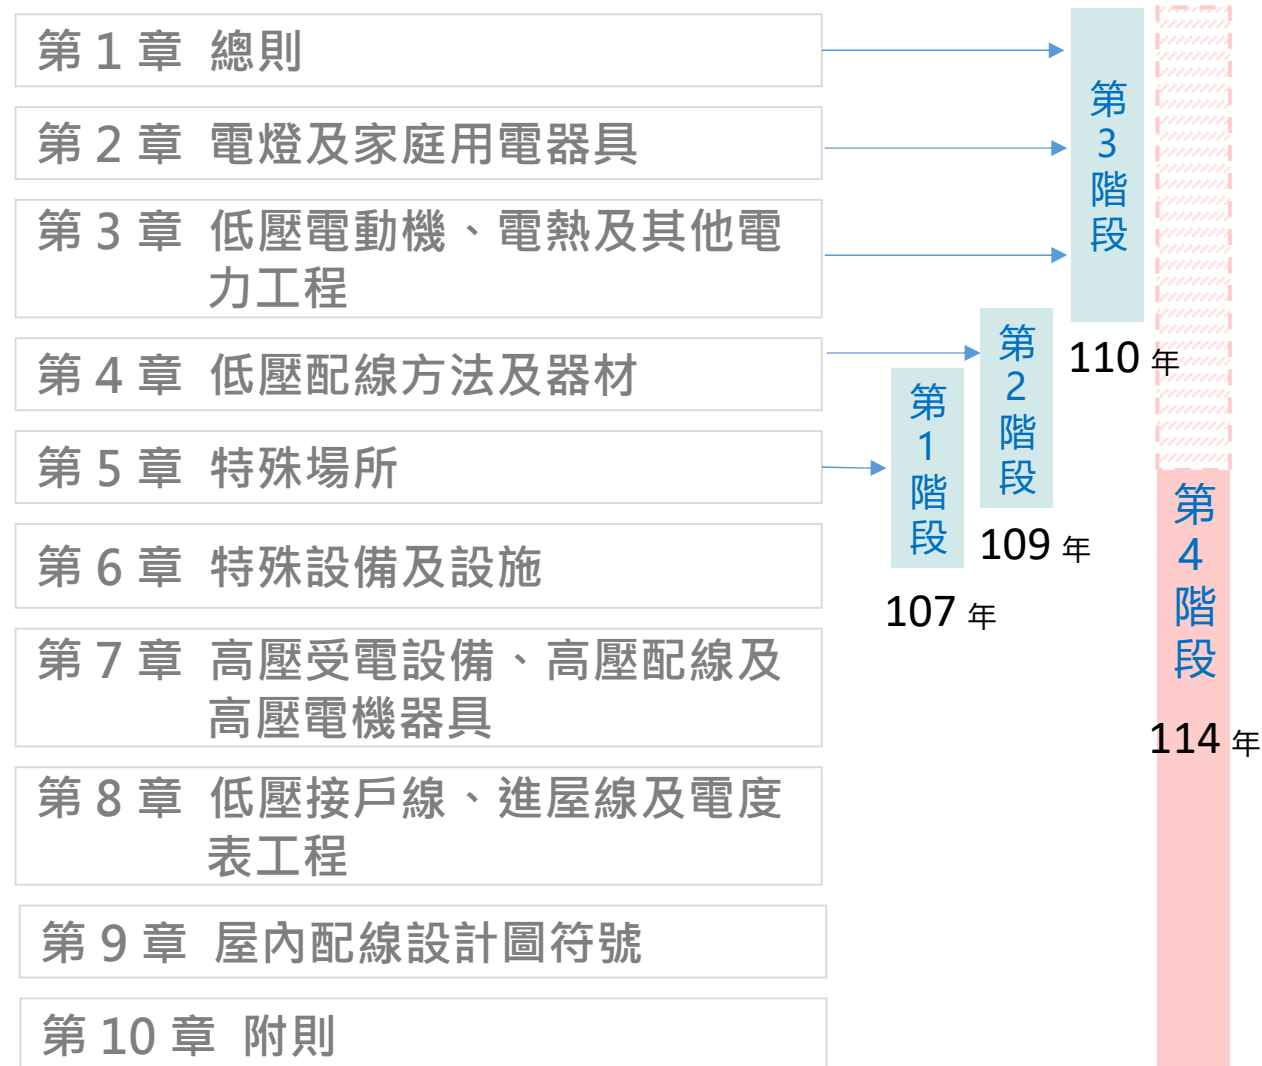 第 1 章 總則
第 2 章 電燈及家庭用電器具
第 3 章 低壓電動機、電熱及其他電
力工程
第 4 章 低壓配線方法及器材
第 5 章 特殊場所
第 6 章 特殊設備及設施
第 7 章 高壓受電設備、高壓配線及
高壓電機器具
第 8 章 低壓接戶線、進屋線及電度
表工程
第 9 章 屋內配線設計圖符號
第 10 章 附則
第1階段
107 年
第2階段
109 年
第3階段
110 年
第4階段
114 年